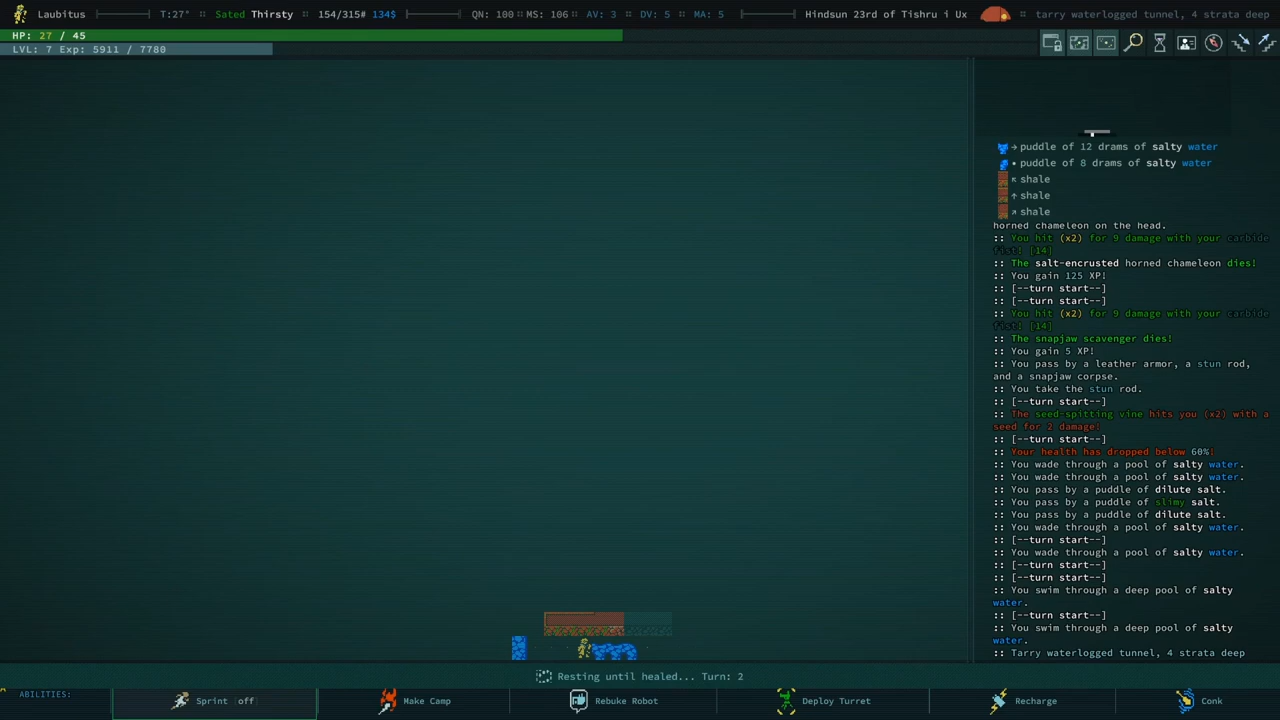 Laubitus T:27° :: Sated Thirsty :: 154/315# 134$ QN: 100 :: MS: 106 :: AV: 3 :: DV: 5 :: MA: 5 Hindsun 23rd of Tishru i Ux :: tarry waterlogged tunnel, 4 strata deep
HP: 27 / 45
LVL: 7 Exp: 5911 / 7780
puddle of 12 drams of salty water
puddle of 8 drams of salty water
shale
shale
shale
horned chameleon on the head.
:: You hit (x2) for 9 damage with your carbide
fist! [14]
:: The salt-encrusted horned chameleon dies!
:: You gain 125 XP!
:: [--turn start--]
:: [--turn start--]
:: You hit (x2) for 9 damage with your carbide
fist! [14]
:: The snapjaw scavenger dies!
:: You gain 5 XP!
:: You pass by a leather armor, a stun rod,
and a snapjaw corpse.
:: You take the stun rod.
:: [--turn start--]
:: The seed-spitting vine hits you (x2) with a
seed for 2 damage!
:: [--turn start--]
:: Your health has dropped below 60%!
:: You wade through a pool of salty water.
:: You wade through a pool of salty water.
:: You pass by a puddle of dilute salt.
:: You pass by a puddle of slimy salt.
:: You pass by a puddle of dilute salt.
:: You wade through a pool of salty water.
:: [--turn start--]
:: You wade through a pool of salty water.
:: [--turn start--]
:: [--turn start--]
:: You swim through a deep pool of salty
water.
:: [--turn start--]
:: You swim through a deep pool of salty
water.
:: Tarry waterlogged tunnel, 4 strata deep
Resting until healed... Turn: 2
ABILITIES: Sprint [off] Make Camp Rebuke Robot Deploy Turret Recharge Conk